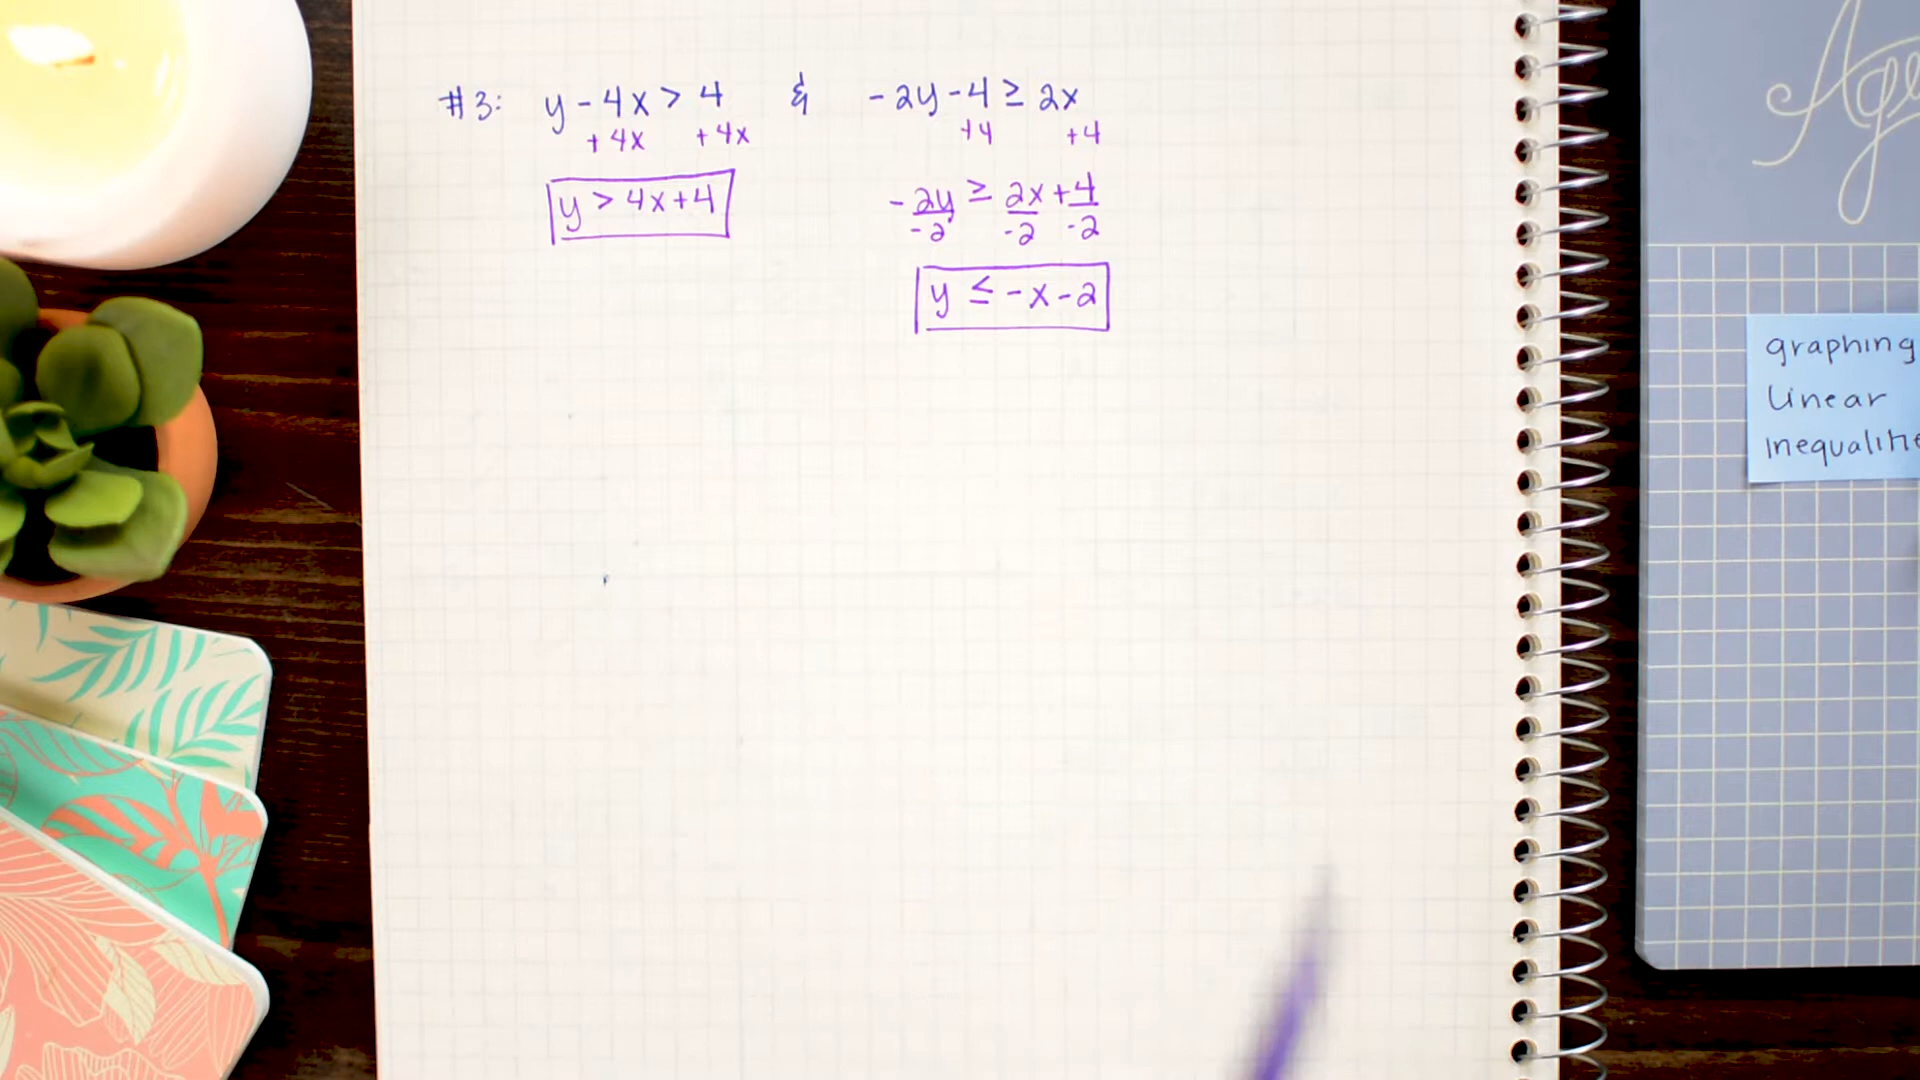 #3: y - 4x > 4 & -2y - 4 ≥ 2x
+ 4x + 4x +4 +4
y > 4x + 4
-2y ≥ 2x + 4
-2 -2 -2
y ≤ -x - 2
graphing
linear